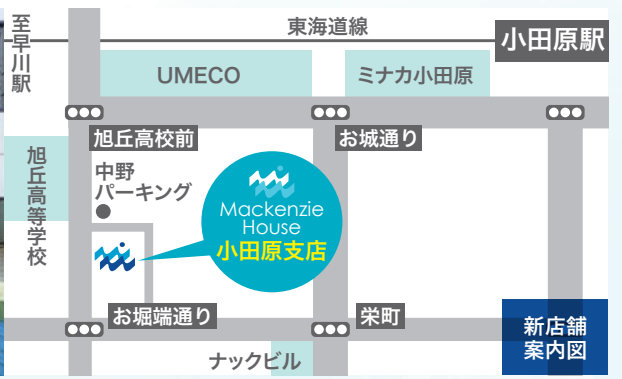 至早川駅
東海道線
小田原駅
UMECO
ミナカ小田原
旭丘高校前
お城通り
旭丘高等学校
中野
パーキング
Mackenzie
House
小田原支店
お堀端通り
栄町
ナックビル
新店舗
案内図